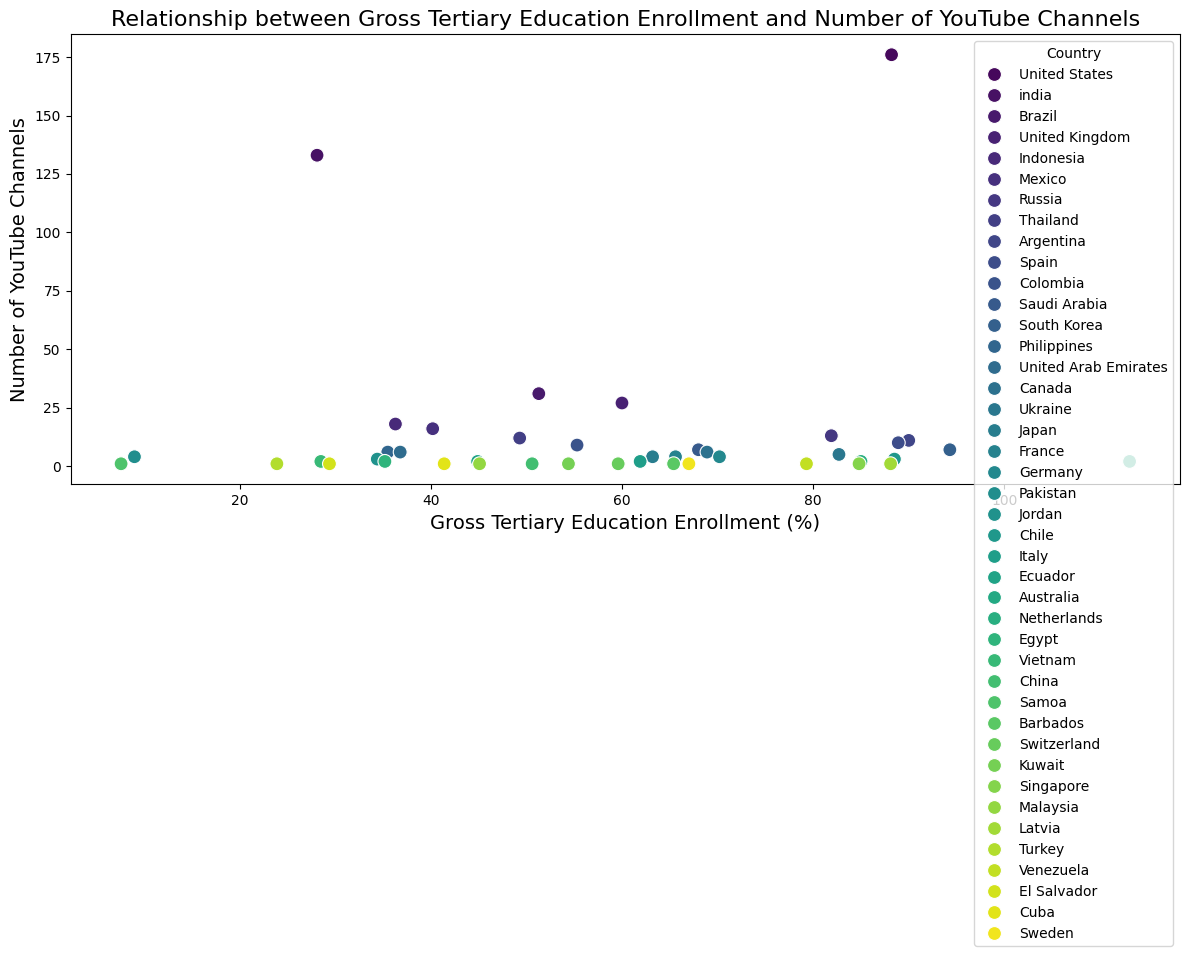 Relationship between Gross Tertiary Education Enrollment and Number of YouTube Channels
Number of YouTube Channels
175
150
125
100
75
50
25
0
20
40
60
80
100
Gross Tertiary Education Enrollment (%)
Country
United States
india
Brazil
United Kingdom
Indonesia
Mexico
Russia
Thailand
Argentina
Spain
Colombia
Saudi Arabia
South Korea
Philippines
United Arab Emirates
Canada
Ukraine
Japan
France
Germany
Pakistan
Jordan
Chile
Italy
Ecuador
Australia
Netherlands
Egypt
Vietnam
China
Samoa
Barbados
Switzerland
Kuwait
Singapore
Malaysia
Latvia
Turkey
Venezuela
El Salvador
Cuba
Sweden